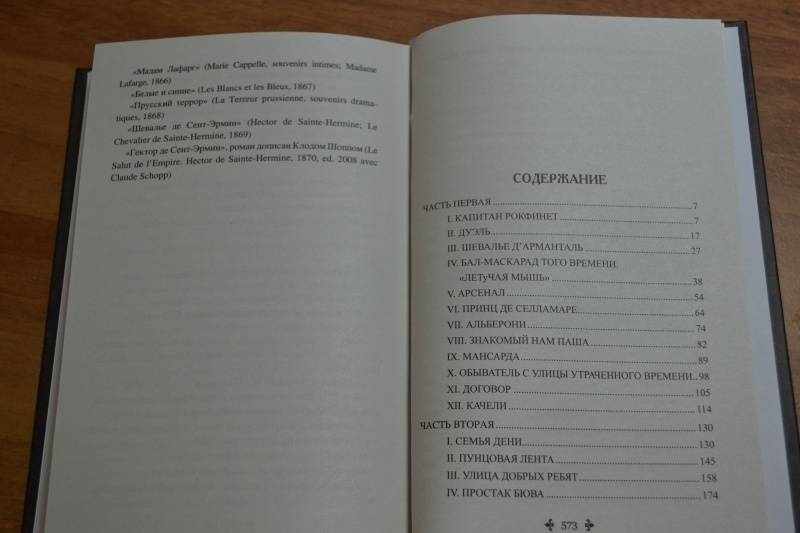 «Мадам Лафарг» (Marie Cappelle, souvenirs intimes; Madame
Lafarge, 1866)
«Белые и синие» (Les Blancs et les Bleus, 1867)
«Прусский террор» (La Terreur prussienne, souvenirs drama-
tiques, 1868)
«Шевалье де Сент-Эрмин» (Hector de Sainte-Hermine; Le
Chevalier de Sainte-Hermine, 1869)
«Гектор де Сент-Эрмин», роман дописан Клодом Шоппом (Le
Salut de l’Empire. Hector de Sainte-Hermine, 1870, ed. 2008 avec
Claude Schopp)
СОДЕРЖАНИЕ
ЧАСТЬ ПЕРВАЯ 7
I. КАПИТАН РОКФИНЕТ 7
II. ДУЭЛЬ 17
III. ШЕВАЛЬЕ Д’АРМАНТАЛЬ 27
IV. БАЛ-МАСКАРАД ТОГО ВРЕМЕНИ.
«ЛЕТуЧАЯ МЫШЬ» 38
V. АРСЕНАЛ 54
VI. ПРИНЦ ДЕ СЕЛЛАМАРЕ 64
VII. АЛЬБЕРОНИ 74
VIII. ЗНАКОМЫЙ НАМ ПАША 82
IX. МАНСАРДА 89
X. ОБЫВАТЕЛЬ С УЛИЦЫ УТРАЧЕННОГО ВРЕМЕНИ 98
XI. ДОГОВОР 105
XII. КАЧЕЛИ 114
ЧАСТЬ ВТОРАЯ 130
I. СЕМЬЯ ДЕНИ 130
II. ПУНЦОВАЯ ЛЕНТА 145
III. УЛИЦА ДОБРЫХ РЕБЯТ 158
IV. ПРОСТАК БЮВА 174
573